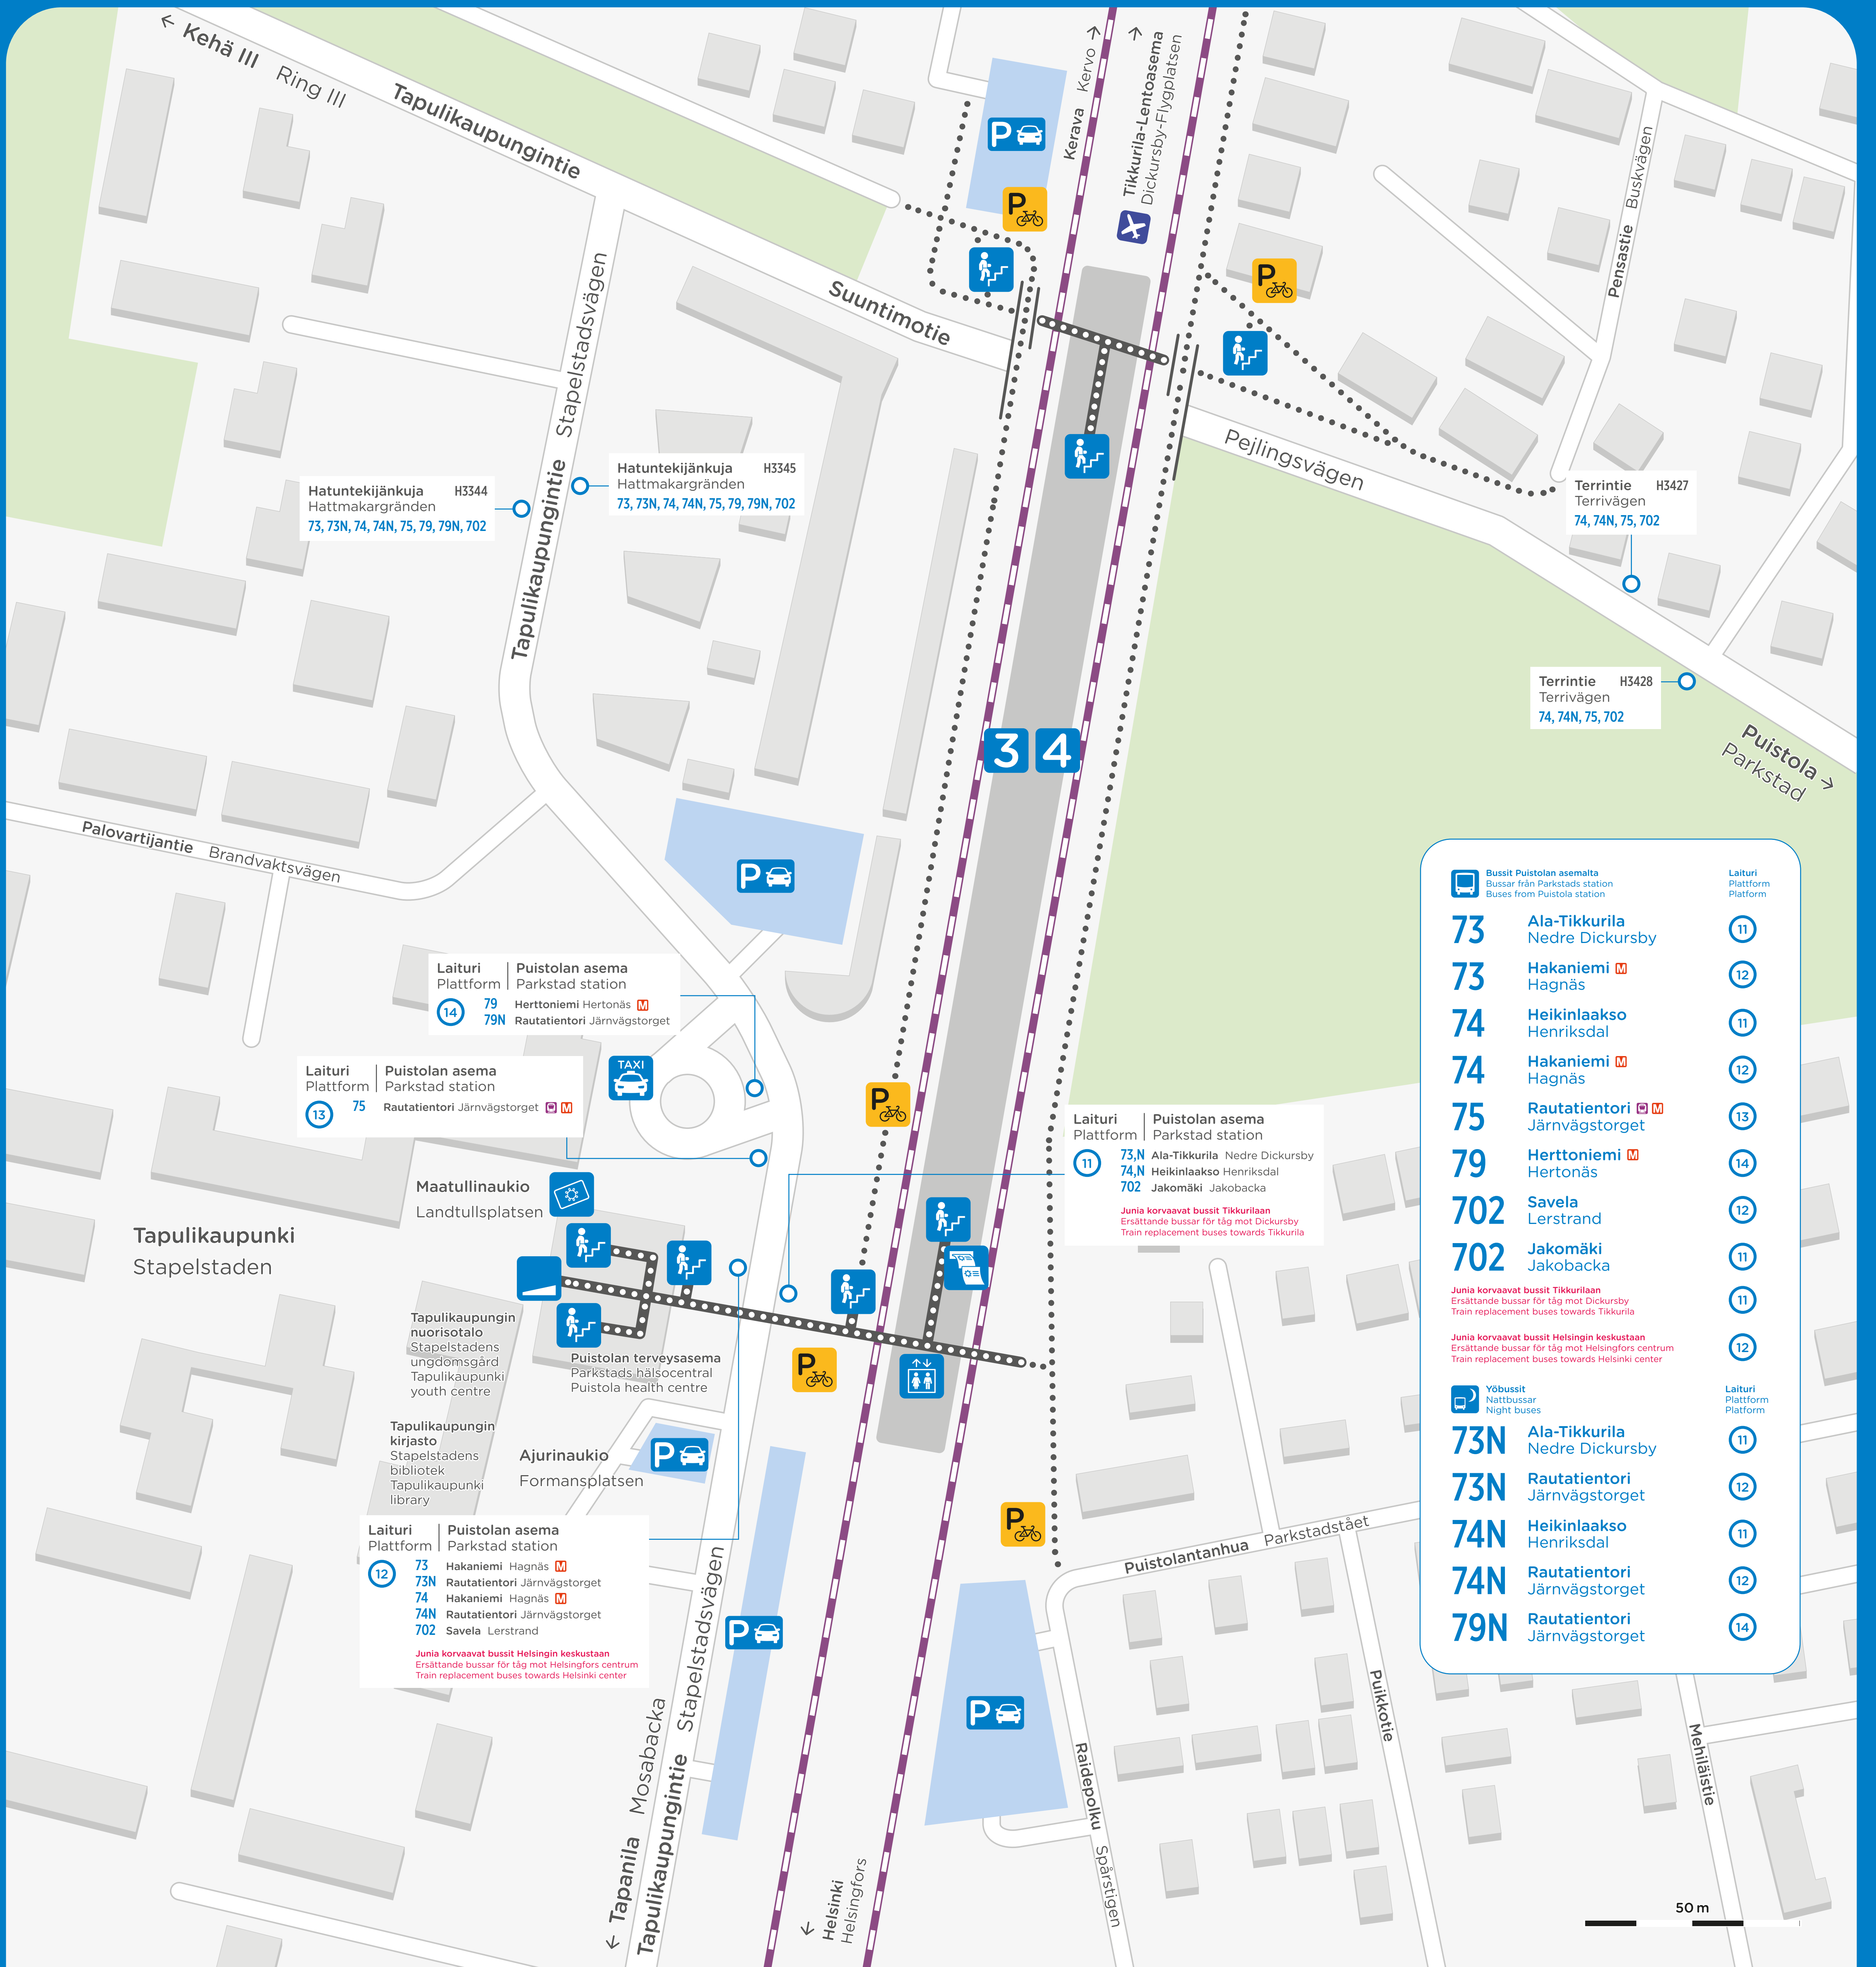 ← Kehä III Ring III
Tapulikaupungintie
Kerava Kervo →
→ Tikkurila-Lentoasema
Dickursby-Flygplatsen
P
P
P
Suuntimotie
Tapulikaupungintie Stapelstadsvägen
Pensastie Buskvägen
Pejlingsvägen
Hatuntekijänkuja H3344
Hattmakargränden
73, 73N, 74, 74N, 75, 79, 79N, 702
Hatuntekijänkuja H3345
Hattmakargränden
73, 73N, 74, 74N, 75, 79, 79N, 702
Terrintie H3427
Terrivägen
74, 74N, 75, 702
Terrintie H3428
Terrivägen
74, 74N, 75, 702
Puistola →
Parkstad
3 4
Palovartijantie Brandvaktsvägen
P
Laituri Puistolan asema
Plattform Parkstad station
14 79 Herttoniemi Hertonäs M
79N Rautatientori Järnvägstorget
Laituri Puistolan asema
Plattform Parkstad station
13 75 Rautatientori Järnvägstorget M
TAXI
P
Laituri Puistolan asema
Plattform Parkstad station
11 73,N Ala-Tikkurila Nedre Dickursby
74,N Heikinlaakso Henriksdal
702 Jakomäki Jakobacka
Junia korvaavat bussit Tikkurilaan
Ersättande bussar för tåg mot Dickursby
Train replacement buses towards Tikkurila
Maatullinaukio
Landtullsplatsen
Tapulikaupunki
Stapelstaden
Tapulikaupungin
nuorisotalo
Stapelstadens
ungdomsgård
Tapulikaupunki
youth centre
Puistolan terveysasema
Parkstads hälsocentral
Puistola health centre
P
Tapulikaupungin
kirjasto
Stapelstadens
bibliotek
Tapulikaupunki
library
Ajurinaukio
Formansplatsen
P
P
Laituri Puistolan asema
Plattform Parkstad station
12 73 Hakaniemi Hagnäs M
73N Rautatientori Järnvägstorget
74 Hakaniemi Hagnäs M
74N Rautatientori Järnvägstorget
702 Savela Lerstrand
Junia korvaavat bussit Helsingin keskustaan
Ersättande bussar för tåg mot Helsingfors centrum
Train replacement buses towards Helsinki center
P
P
Puistolantanhua Parkstadstået
← Tapanila Mosabacka
Tapulikaupungintie Stapelstadsvägen
← Helsinki
Helsingfors
Raidepolku Spårstigen
Puikkotie
Mehiläistie
Bussit Puistolan asemalta
Bussar från Parkstads station
Buses from Puistola station
Laituri
Plattform
Platform
73 Ala-Tikkurila 11
Nedre Dickursby
73 Hakaniemi M 12
Hagnäs
74 Heikinlaakso 11
Henriksdal
74 Hakaniemi M 12
Hagnäs
75 Rautatientori M 13
Järnvägstorget
79 Herttoniemi M 14
Hertonäs
702 Savela 12
Lerstrand
702 Jakomäki 11
Jakobacka
Junia korvaavat bussit Tikkurilaan
Ersättande bussar för tåg mot Dickursby 11
Train replacement buses towards Tikkurila
Junia korvaavat bussit Helsingin keskustaan
Ersättande bussar för tåg mot Helsingfors centrum 12
Train replacement buses towards Helsinki center
Yöbussit
Nattbussar
Night buses
Laituri
Plattform
Platform
73N Ala-Tikkurila 11
Nedre Dickursby
73N Rautatientori 12
Järnvägstorget
74N Heikinlaakso 11
Henriksdal
74N Rautatientori 12
Järnvägstorget
79N Rautatientori 14
Järnvägstorget
50 m